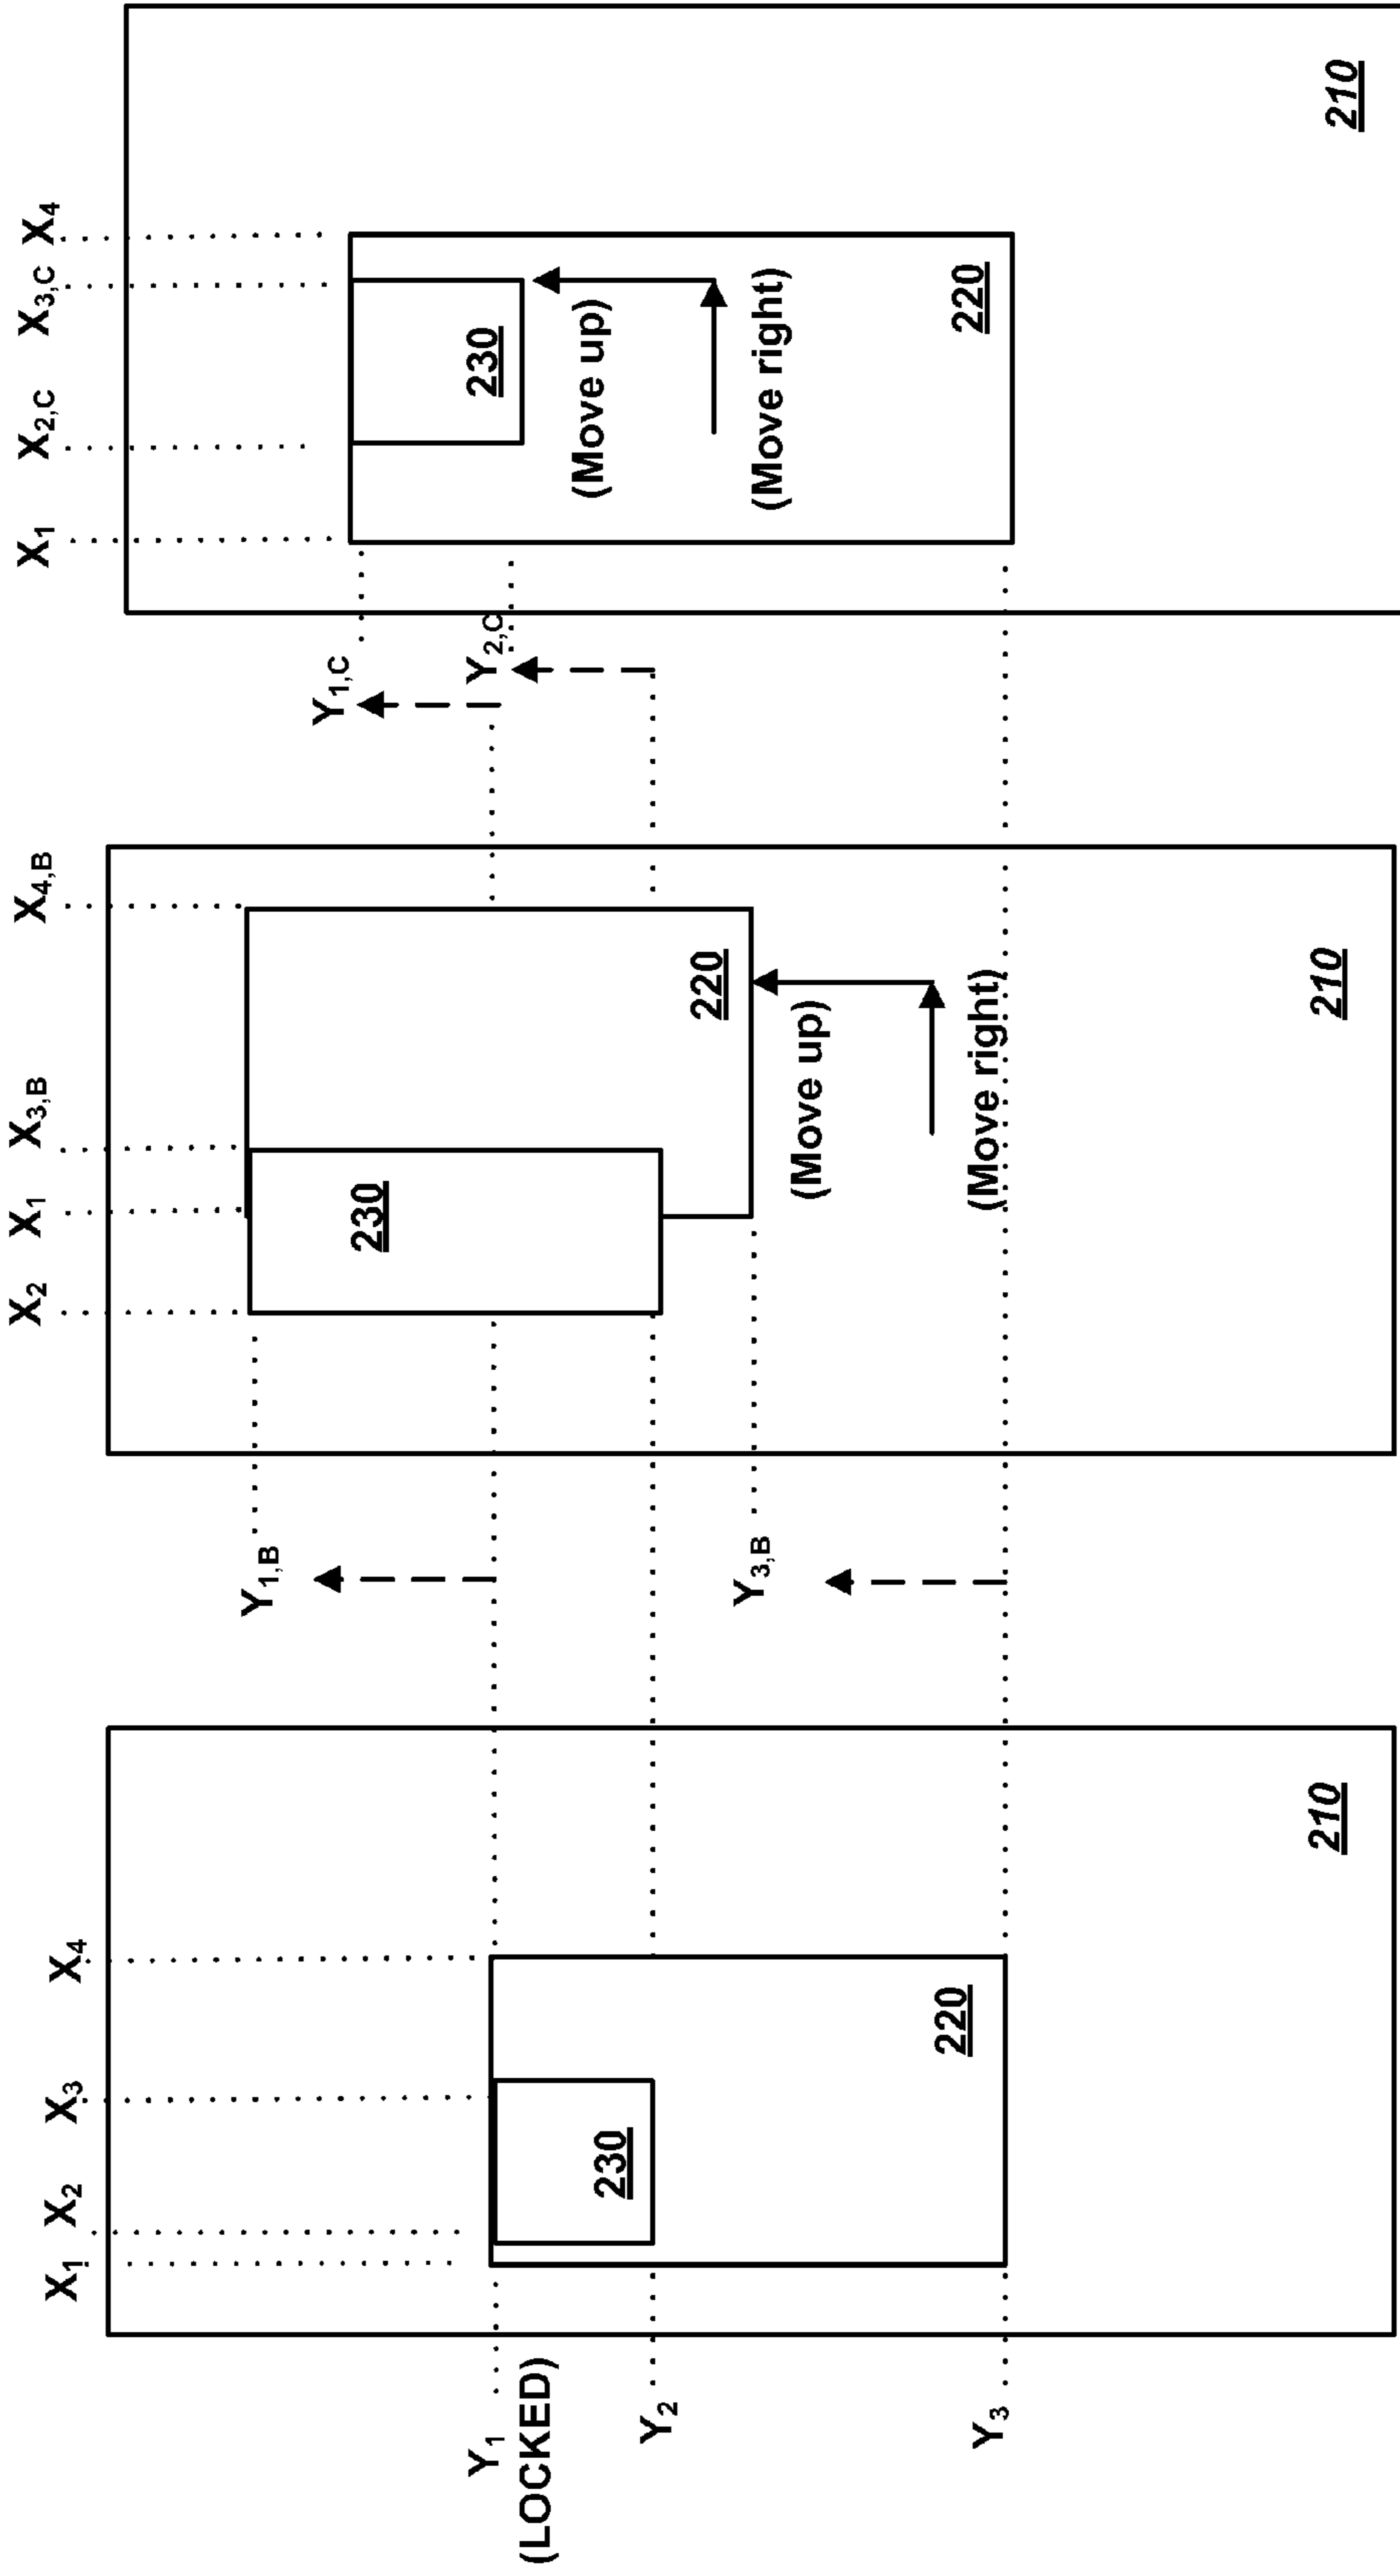 X₁
X₂
X₃
X₄
Y₁
(LOCKED)
Y₂
Y₃
230
220
210
X₂
X₁
X₃,B
X₄,B
Y₁,B
Y₃,B
230
220
(Move up)
(Move right)
210
X₁
X₂,C
X₃,C
X₄
Y₁,C
Y₂,C
230
(Move up)
(Move right)
220
210